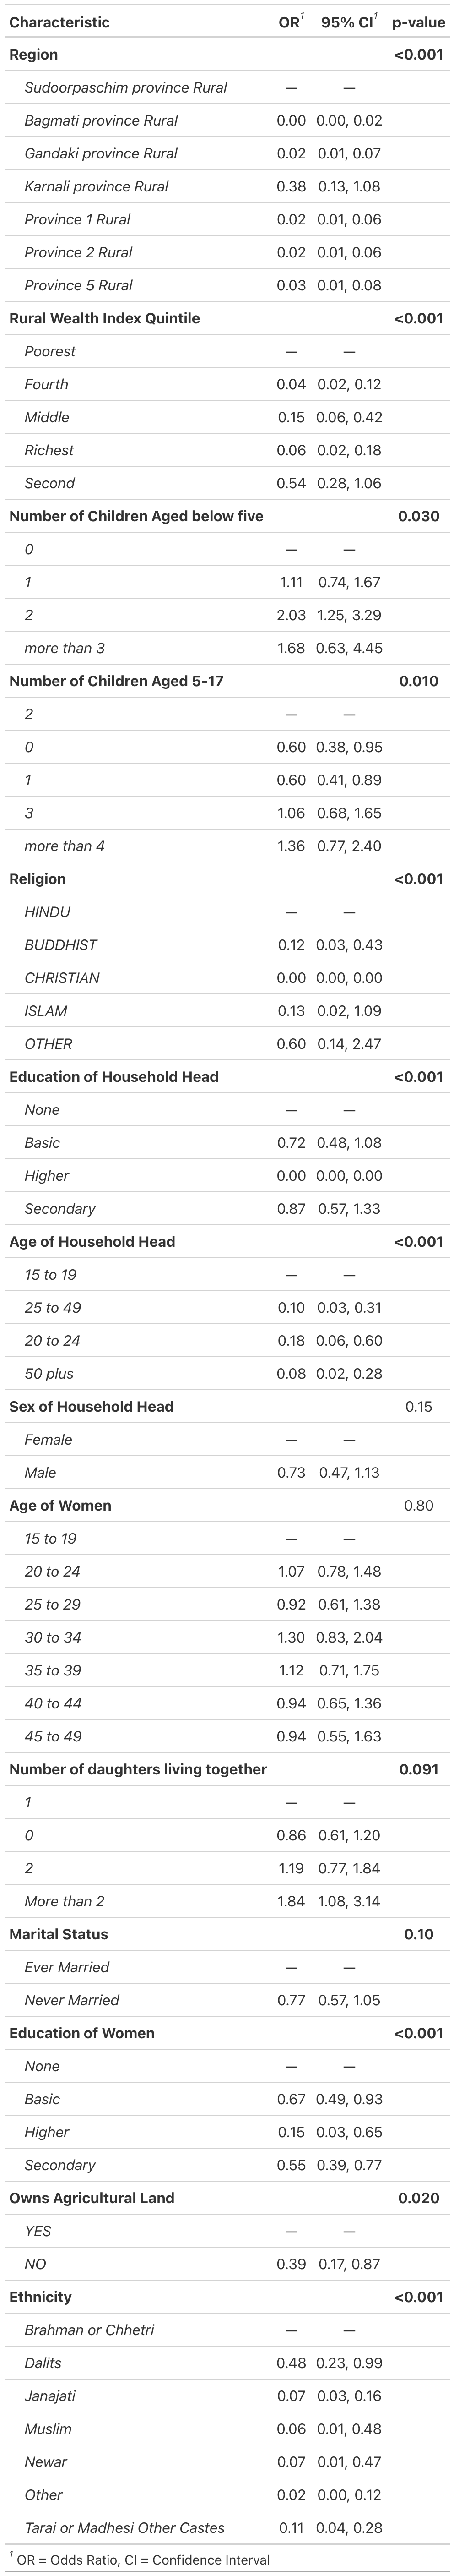 Characteristic OR1 95% CI1 p-value
Region <0.001
Sudoorpaschim province Rural — —
Bagmati province Rural 0.00 0.00, 0.02
Gandaki province Rural 0.02 0.01, 0.07
Karnali province Rural 0.38 0.13, 1.08
Province 1 Rural 0.02 0.01, 0.06
Province 2 Rural 0.02 0.01, 0.06
Province 5 Rural 0.03 0.01, 0.08
Rural Wealth Index Quintile <0.001
Poorest — —
Fourth 0.04 0.02, 0.12
Middle 0.15 0.06, 0.42
Richest 0.06 0.02, 0.18
Second 0.54 0.28, 1.06
Number of Children Aged below five 0.030
0 — —
1 1.11 0.74, 1.67
2 2.03 1.25, 3.29
more than 3 1.68 0.63, 4.45
Number of Children Aged 5-17 0.010
2 — —
0 0.60 0.38, 0.95
1 0.60 0.41, 0.89
3 1.06 0.68, 1.65
more than 4 1.36 0.77, 2.40
Religion <0.001
HINDU — —
BUDDHIST 0.12 0.03, 0.43
CHRISTIAN 0.00 0.00, 0.00
ISLAM 0.13 0.02, 1.09
OTHER 0.60 0.14, 2.47
Education of Household Head <0.001
None — —
Basic 0.72 0.48, 1.08
Higher 0.00 0.00, 0.00
Secondary 0.87 0.57, 1.33
Age of Household Head <0.001
15 to 19 — —
25 to 49 0.10 0.03, 0.31
20 to 24 0.18 0.06, 0.60
50 plus 0.08 0.02, 0.28
Sex of Household Head 0.15
Female — —
Male 0.73 0.47, 1.13
Age of Women 0.80
15 to 19 — —
20 to 24 1.07 0.78, 1.48
25 to 29 0.92 0.61, 1.38
30 to 34 1.30 0.83, 2.04
35 to 39 1.12 0.71, 1.75
40 to 44 0.94 0.65, 1.36
45 to 49 0.94 0.55, 1.63
Number of daughters living together 0.091
1 — —
0 0.86 0.61, 1.20
2 1.19 0.77, 1.84
More than 2 1.84 1.08, 3.14
Marital Status 0.10
Ever Married — —
Never Married 0.77 0.57, 1.05
Education of Women <0.001
None — —
Basic 0.67 0.49, 0.93
Higher 0.15 0.03, 0.65
Secondary 0.55 0.39, 0.77
Owns Agricultural Land 0.020
YES — —
NO 0.39 0.17, 0.87
Ethnicity <0.001
Brahman or Chhetri — —
Dalits 0.48 0.23, 0.99
Janajati 0.07 0.03, 0.16
Muslim 0.06 0.01, 0.48
Newar 0.07 0.01, 0.47
Other 0.02 0.00, 0.12
Tarai or Madhesi Other Castes 0.11 0.04, 0.28
1 OR = Odds Ratio, CI = Confidence Interval